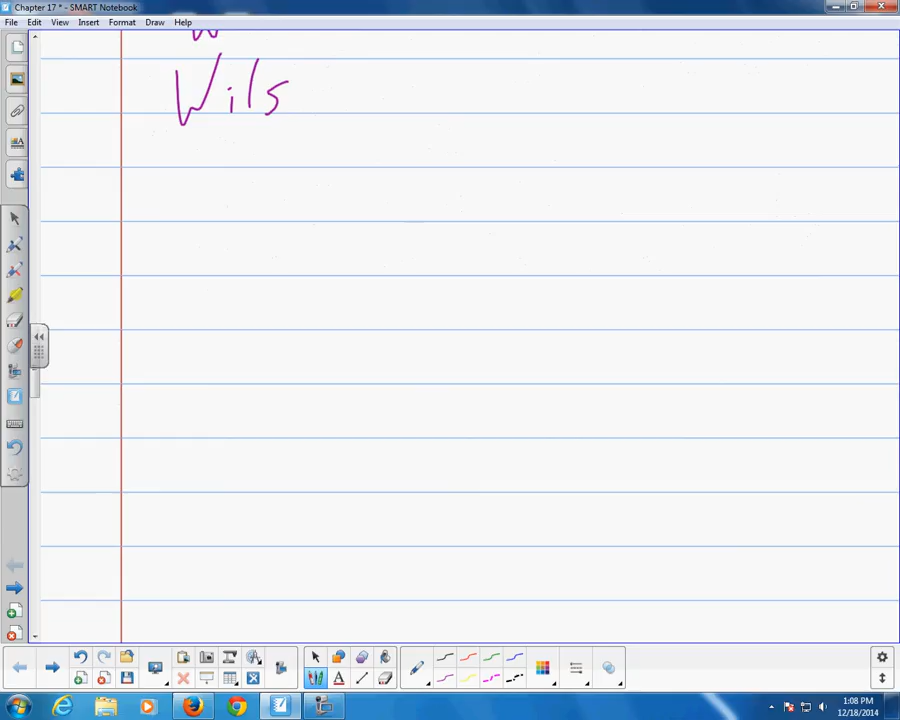 Chapter 17 * - SMART Notebook
File Edit View Insert Format Draw Help
Wils
1:08 PM
12/18/2014